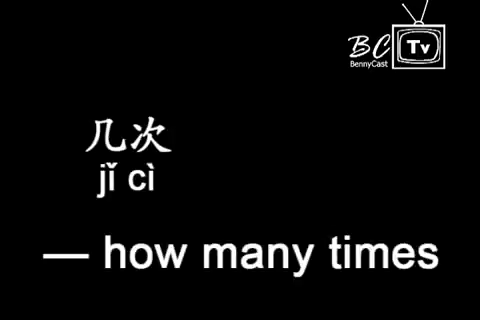 BC Tv
BennyCast
几次
jǐ cì
— how many times